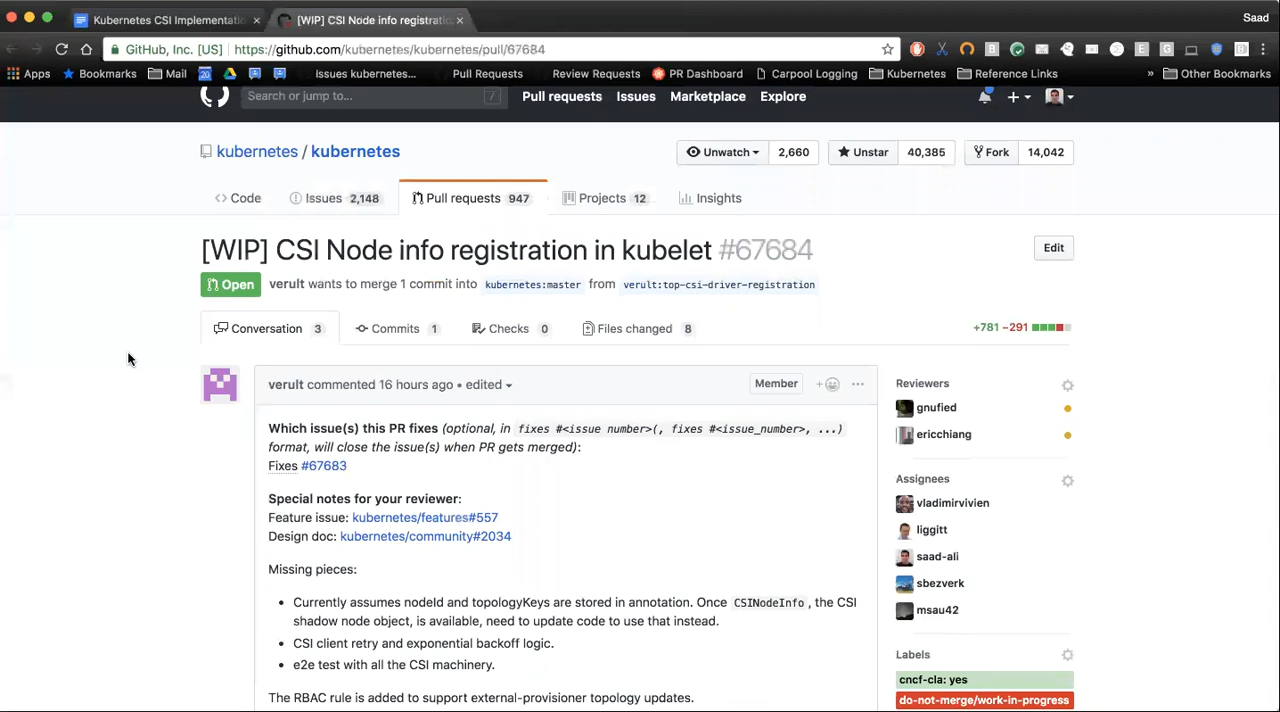 Kubernetes CSI Implementatio
[WIP] CSI Node info registratio
Saad
GitHub, Inc. [US] https://github.com/kubernetes/kubernetes/pull/67684
Apps Bookmarks Mail 20 Issues kubernetes... Pull Requests Review Requests PR Dashboard Carpool Logging Kubernetes Reference Links » Other Bookmarks
Search or jump to... / Pull requests Issues Marketplace Explore
kubernetes / kubernetes
Unwatch 2,660 Unstar 40,385 Fork 14,042
Code Issues 2,148 Pull requests 947 Projects 12 Insights
[WIP] CSI Node info registration in kubelet #67684
Edit
Open verult wants to merge 1 commit into kubernetes:master from verult:top-csi-driver-registration
Conversation 3 Commits 1 Checks 0 Files changed 8
+781 −291
verult commented 16 hours ago • edited
Member
Which issue(s) this PR fixes (optional, in fixes #<issue number>(, fixes #<issue_number>, ...)
format, will close the issue(s) when PR gets merged):
Fixes #67683
Special notes for your reviewer:
Feature issue: kubernetes/features#557
Design doc: kubernetes/community#2034
Missing pieces:
• Currently assumes nodeId and topologyKeys are stored in annotation. Once CSINodeInfo, the CSI
shadow node object, is available, need to update code to use that instead.
• CSI client retry and exponential backoff logic.
• e2e test with all the CSI machinery.
The RBAC rule is added to support external-provisioner topology updates.
Reviewers
gnufied
ericchiang
Assignees
vladimirvivien
liggitt
saad-ali
sbezverk
msau42
Labels
cncf-cla: yes
do-not-merge/work-in-progress